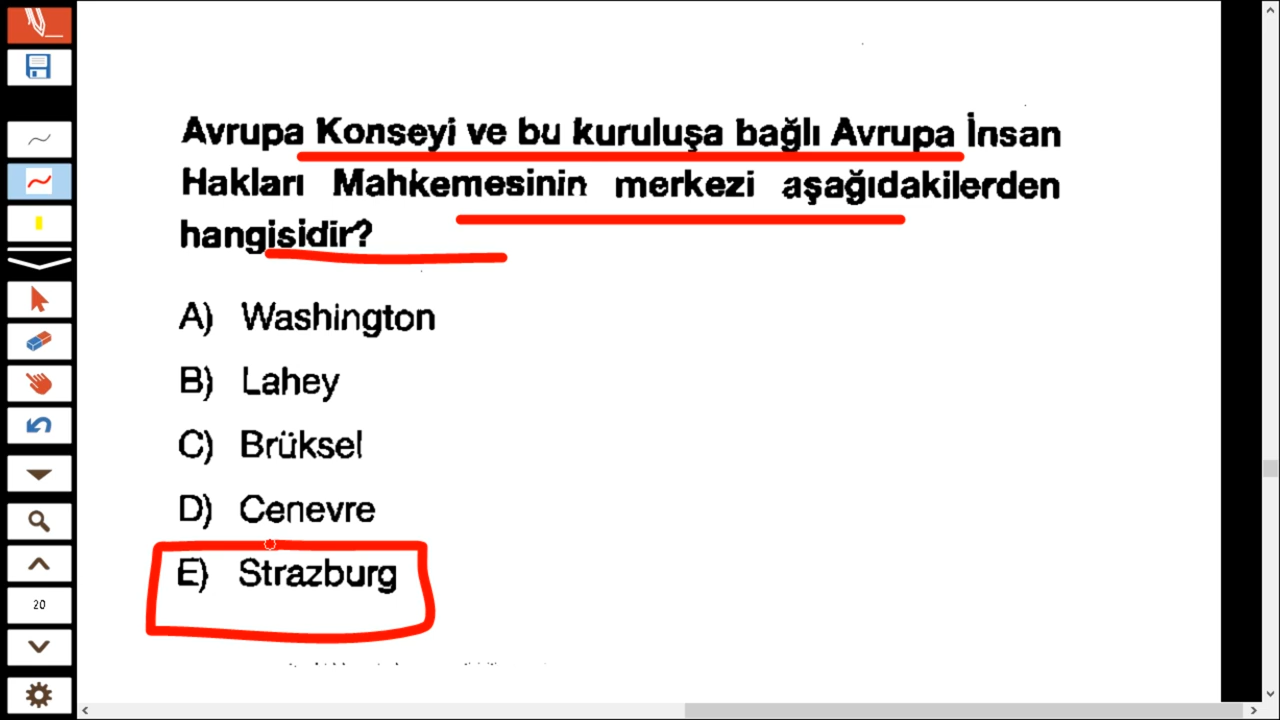 Avrupa Konseyi ve bu kuruluşa bağlı Avrupa İnsan
Hakları Mahkemesinin merkezi aşağıdakilerden
hangisidir?
A) Washington
B) Lahey
C) Brüksel
D) Cenevre
E) Strazburg
20